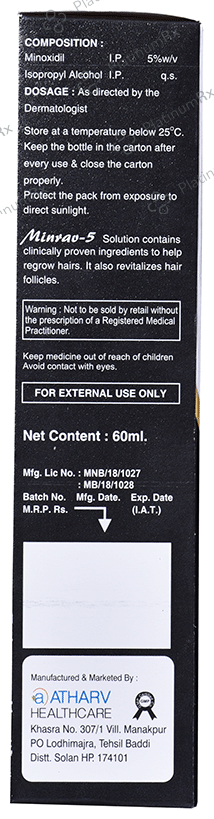 COMPOSITION :
Minoxidil I.P. 5%w/v
Isopropyl Alcohol I.P. q.s.
DOSAGE : As directed by the
Dermatologist
Store at a temperature below 25°C.
Keep the bottle in the carton after
every use & close the carton
properly.
Protect the pack from exposure to
direct sunlight.
Minrav-5 Solution contains
clinically proven ingredients to help
regrow hairs. It also revitalizes hair
follicles.
Warning : Not to be sold by retail without
the prescription of a Registered Medical
Practitioner.
Keep medicine out of reach of children
Avoid contact with eyes.
FOR EXTERNAL USE ONLY
Net Content : 60ml.
Mfg. Lic No. : MNB/18/1027
: MB/18/1028
Batch No. Mfg. Date. Exp. Date
M.R.P. Rs. (I.A.T.)
Manufactured & Marketed By :
a ATHARV
HEALTHCARE
Khasra No. 307/1 Vill. Manakpur
PO Lodhimajra, Tehsil Baddi
Distt. Solan HP. 174101